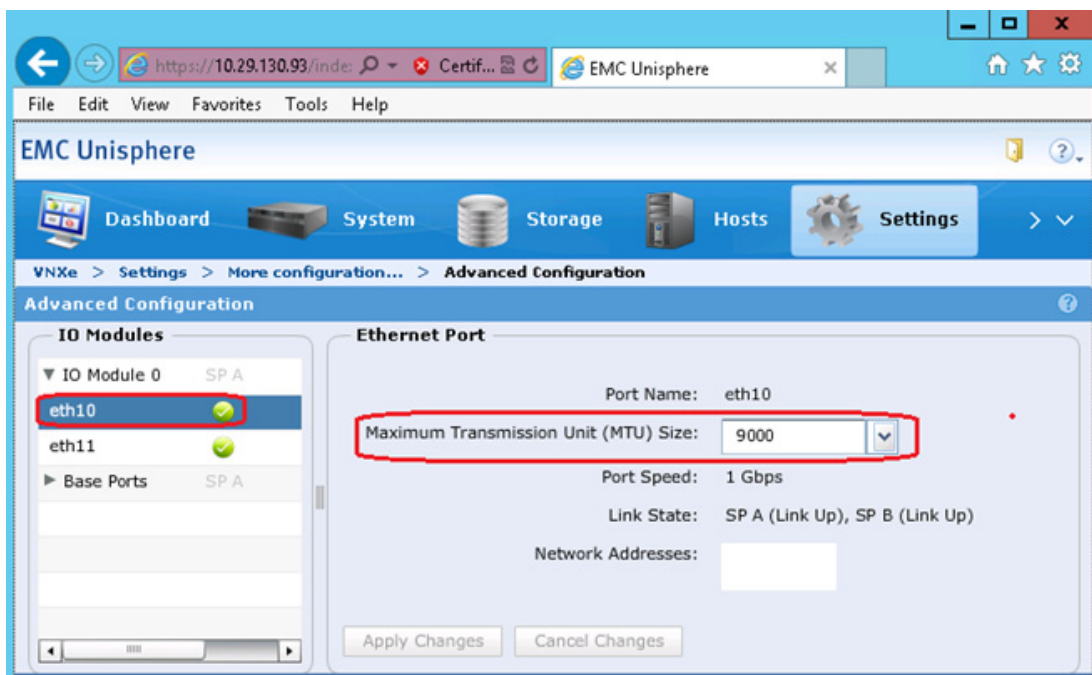 https://10.29.130.93/inde: Certif... EMC Unisphere
File Edit View Favorites Tools Help
EMC Unisphere
Dashboard System Storage Hosts Settings
VNXe > Settings > More configuration... > Advanced Configuration
Advanced Configuration
IO Modules
IO Module 0 SP A
eth10
eth11
Base Ports SP A
Ethernet Port
Port Name: eth10
Maximum Transmission Unit (MTU) Size: 9000
Port Speed: 1 Gbps
Link State: SP A (Link Up), SP B (Link Up)
Network Addresses:
Apply Changes Cancel Changes